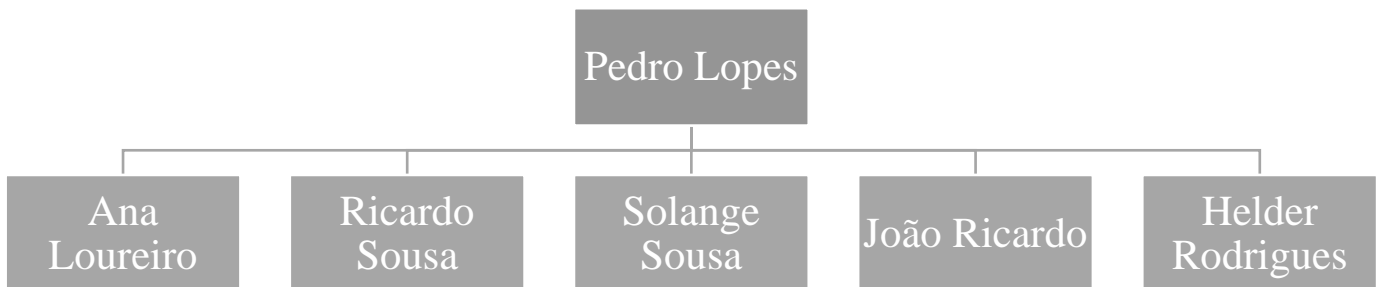 Pedro Lopes
Ana
Loureiro
Ricardo
Sousa
Solange
Sousa
João Ricardo
Helder
Rodrigues